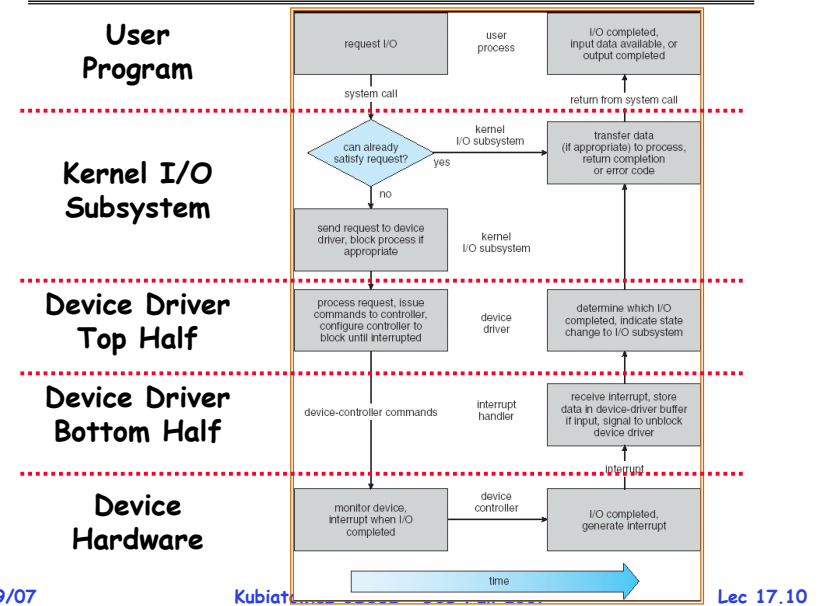 User
Program
request I/O
user
process
I/O completed,
input data available, or
output completed
system call
return from system call
Kernel I/O
Subsystem
can already
satisfy request?
yes
no
kernel
I/O subsystem
transfer data
(if appropriate) to process,
return completion
or error code
send request to device
driver, block process if
appropriate
kernel
I/O subsystem
Device Driver
Top Half
process request, issue
commands to controller,
configure controller to
block until interrupted
device
driver
determine which I/O
completed, indicate state
change to I/O subsystem
Device Driver
Bottom Half
device-controller commands
interrupt
handler
receive interrupt, store
data in device-driver buffer
if input, signal to unblock
device driver
interrupt
Device
Hardware
monitor device,
interrupt when I/O
completed
device
controller
I/O completed,
generate interrupt
time
9/07
Lec 17.10